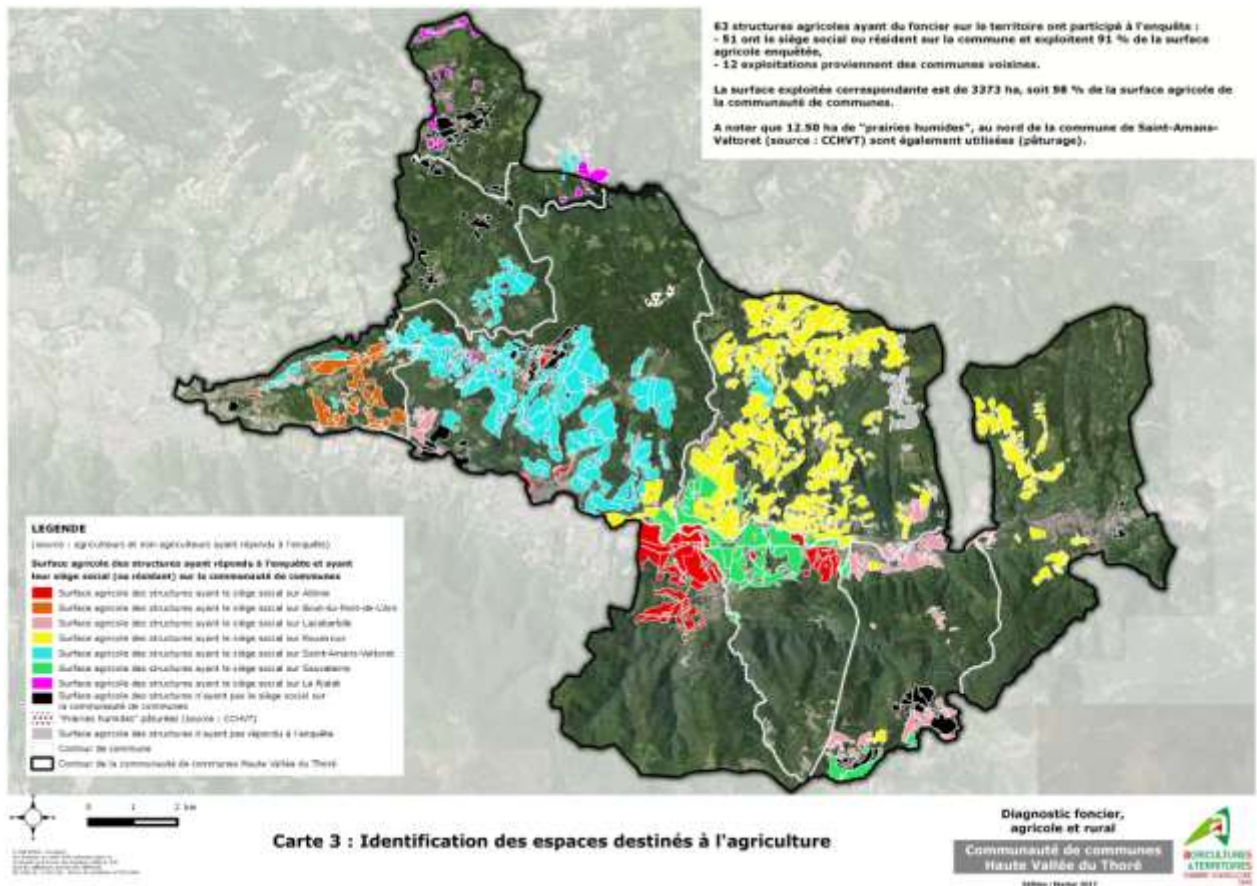 63 structures agricoles ayant du foncier sur le territoire ont participé à l'enquête :
- 51 ont le siège social ou résident sur la commune et exploitent 91 % de la surface
agricole enquêtée,
- 12 exploitations proviennent des communes voisines.
La surface exploitée correspondante est de 3373 ha, soit 98 % de la surface agricole de
la communauté de communes.
A noter que 12.50 ha de "prairies humides", au nord de la commune de Saint-Amans-
Valtoret (source : CCHVT) sont également utilisées (pâturage).
LEGENDE
(source : agriculteurs et non agriculteurs ayant répondu à l'enquête)
Surface agricole des structures ayant répondu à l'enquête et ayant
leur siège social (ou résidant) sur la communauté de communes
Surface agricole des structures ayant le siège social sur Albine
Surface agricole des structures ayant le siège social sur
Surface agricole des structures ayant le siège social sur Lacabarède
Surface agricole des structures ayant le siège social sur Rouairoux
Surface agricole des structures ayant le siège social sur Saint-Amans-Valtoret
Surface agricole des structures ayant le siège social sur Sauveterre
Surface agricole des structures ayant le siège social sur Le Rialet
Surface agricole des structures n'ayant pas le siège social sur
la communauté de communes
"Prairies humides" pâturées (source : CCHVT)
Surface agricole des structures n'ayant pas répondu à l'enquête
Contour de commune
Contour de la communauté de communes Haute Vallée du Thoré
0 1 2 km
Carte 3 : Identification des espaces destinés à l'agriculture
Diagnostic foncier,
agricole et rural
Communauté de communes
Haute Vallée du Thoré
AGRICULTURES
& TERRITOIRES